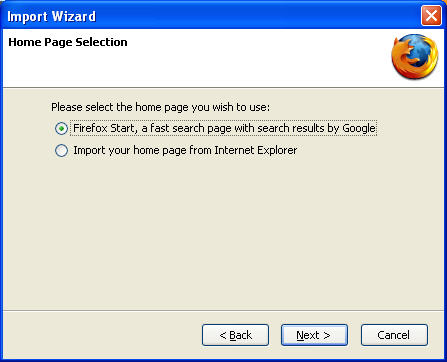 Import Wizard
Home Page Selection
Please select the home page you wish to use:
Firefox Start, a fast search page with search results by Google
Import your home page from Internet Explorer
< Back
Next >
Cancel